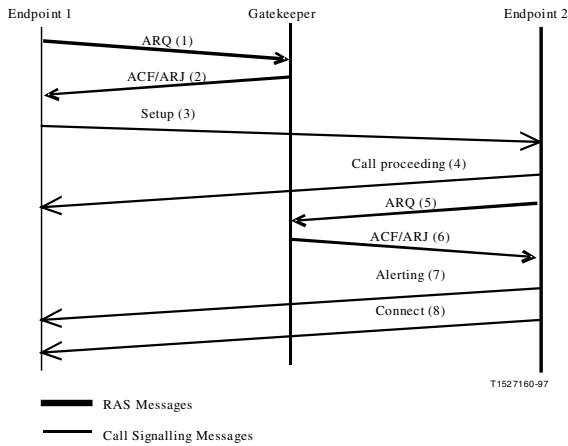 Endpoint 1
Gatekeeper
Endpoint 2
ARQ (1)
ACF/ARJ (2)
Setup (3)
Call proceeding (4)
ARQ (5)
ACF/ARJ (6)
Alerting (7)
Connect (8)
T1527160-97
RAS Messages
Call Signalling Messages